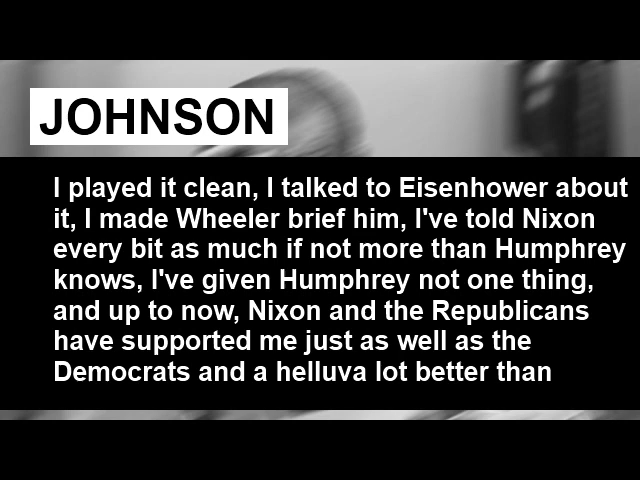 JOHNSON
I played it clean, I talked to Eisenhower about
it, I made Wheeler brief him, I've told Nixon
every bit as much if not more than Humphrey
knows, I've given Humphrey not one thing,
and up to now, Nixon and the Republicans
have supported me just as well as the
Democrats and a helluva lot better than